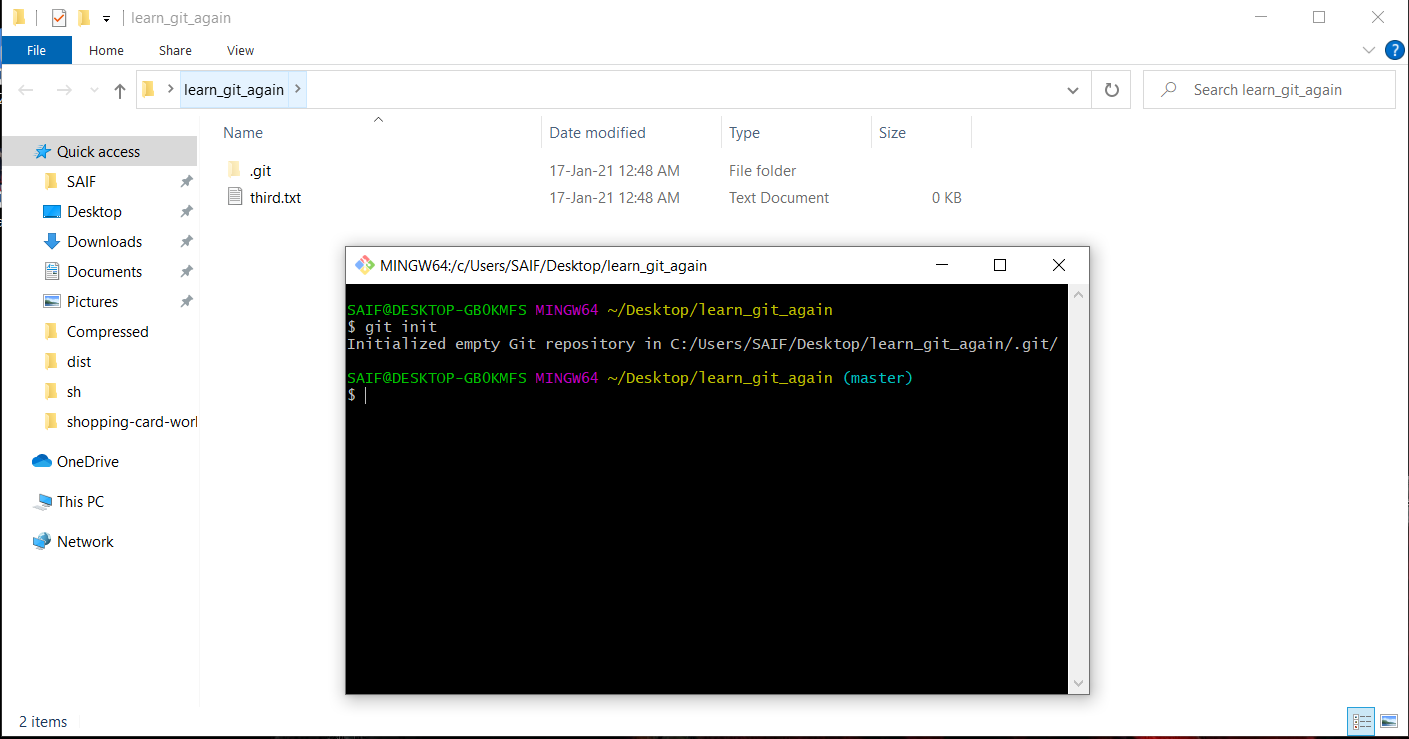 learn_git_again
File Home Share View
learn_git_again Search learn_git_again
Name Date modified Type Size
.git 17-Jan-21 12:48 AM File folder
third.txt 17-Jan-21 12:48 AM Text Document 0 KB
Quick access
SAIF
Desktop
Downloads
Documents
Pictures
Compressed
dist
sh
shopping-card-worl
OneDrive
This PC
Network
MINGW64:/c/Users/SAIF/Desktop/learn_git_again
SAIF@DESKTOP-GB0KMFS MINGW64 ~/Desktop/learn_git_again
$ git init
Initialized empty Git repository in C:/Users/SAIF/Desktop/learn_git_again/.git/
SAIF@DESKTOP-GB0KMFS MINGW64 ~/Desktop/learn_git_again (master)
$
2 items